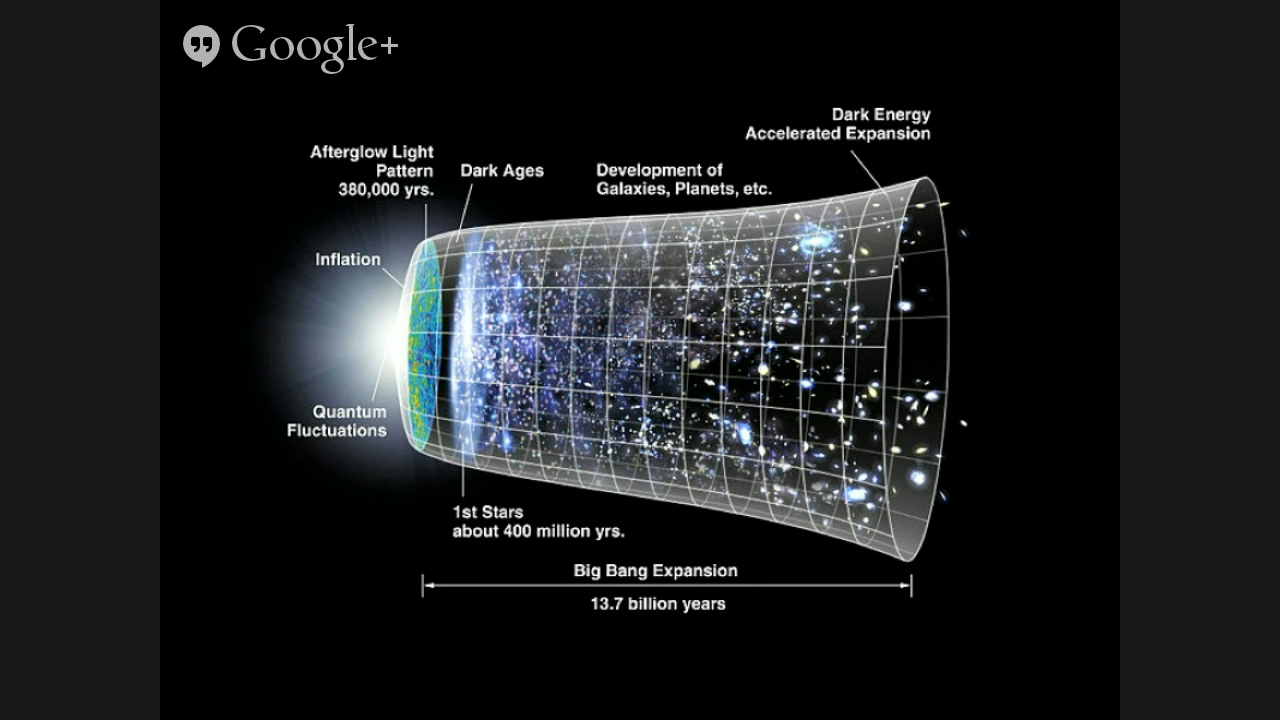 Google+
Dark Energy
Accelerated Expansion
Afterglow Light
Pattern
380,000 yrs.
Dark Ages
Development of
Galaxies, Planets, etc.
Inflation
Quantum
Fluctuations
1st Stars
about 400 million yrs.
Big Bang Expansion
13.7 billion years